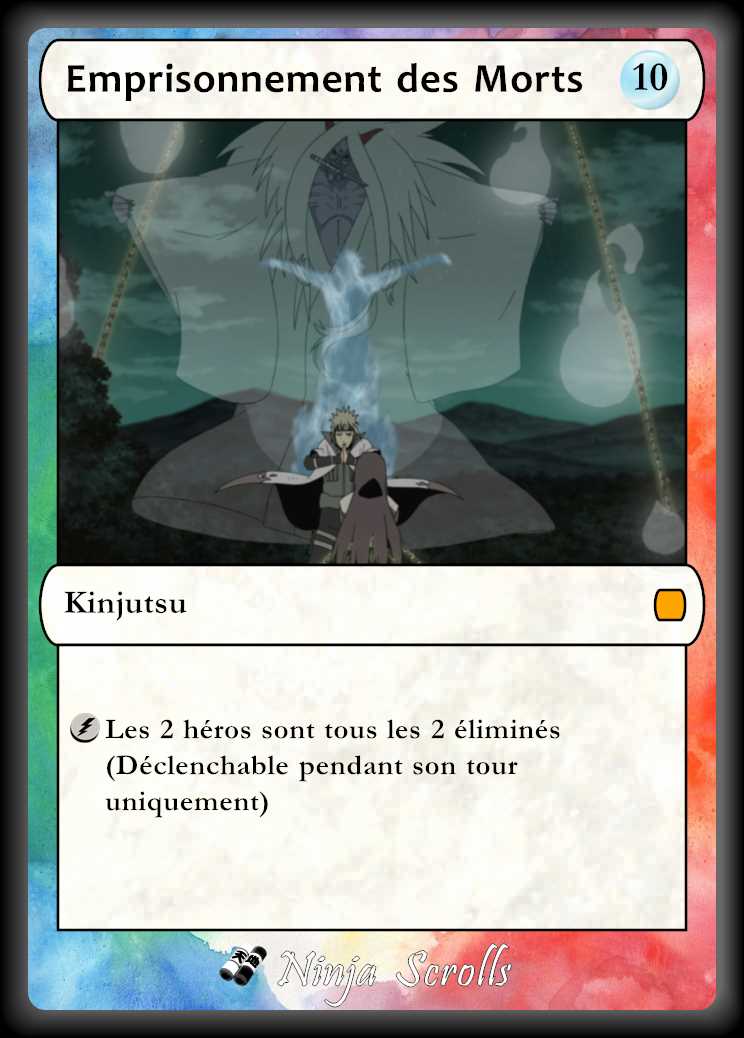 Emprisonnement des Morts
10
Kinjutsu
Les 2 héros sont tous les 2 éliminés
(Déclenchable pendant son tour
uniquement)
Ninja Scrolls